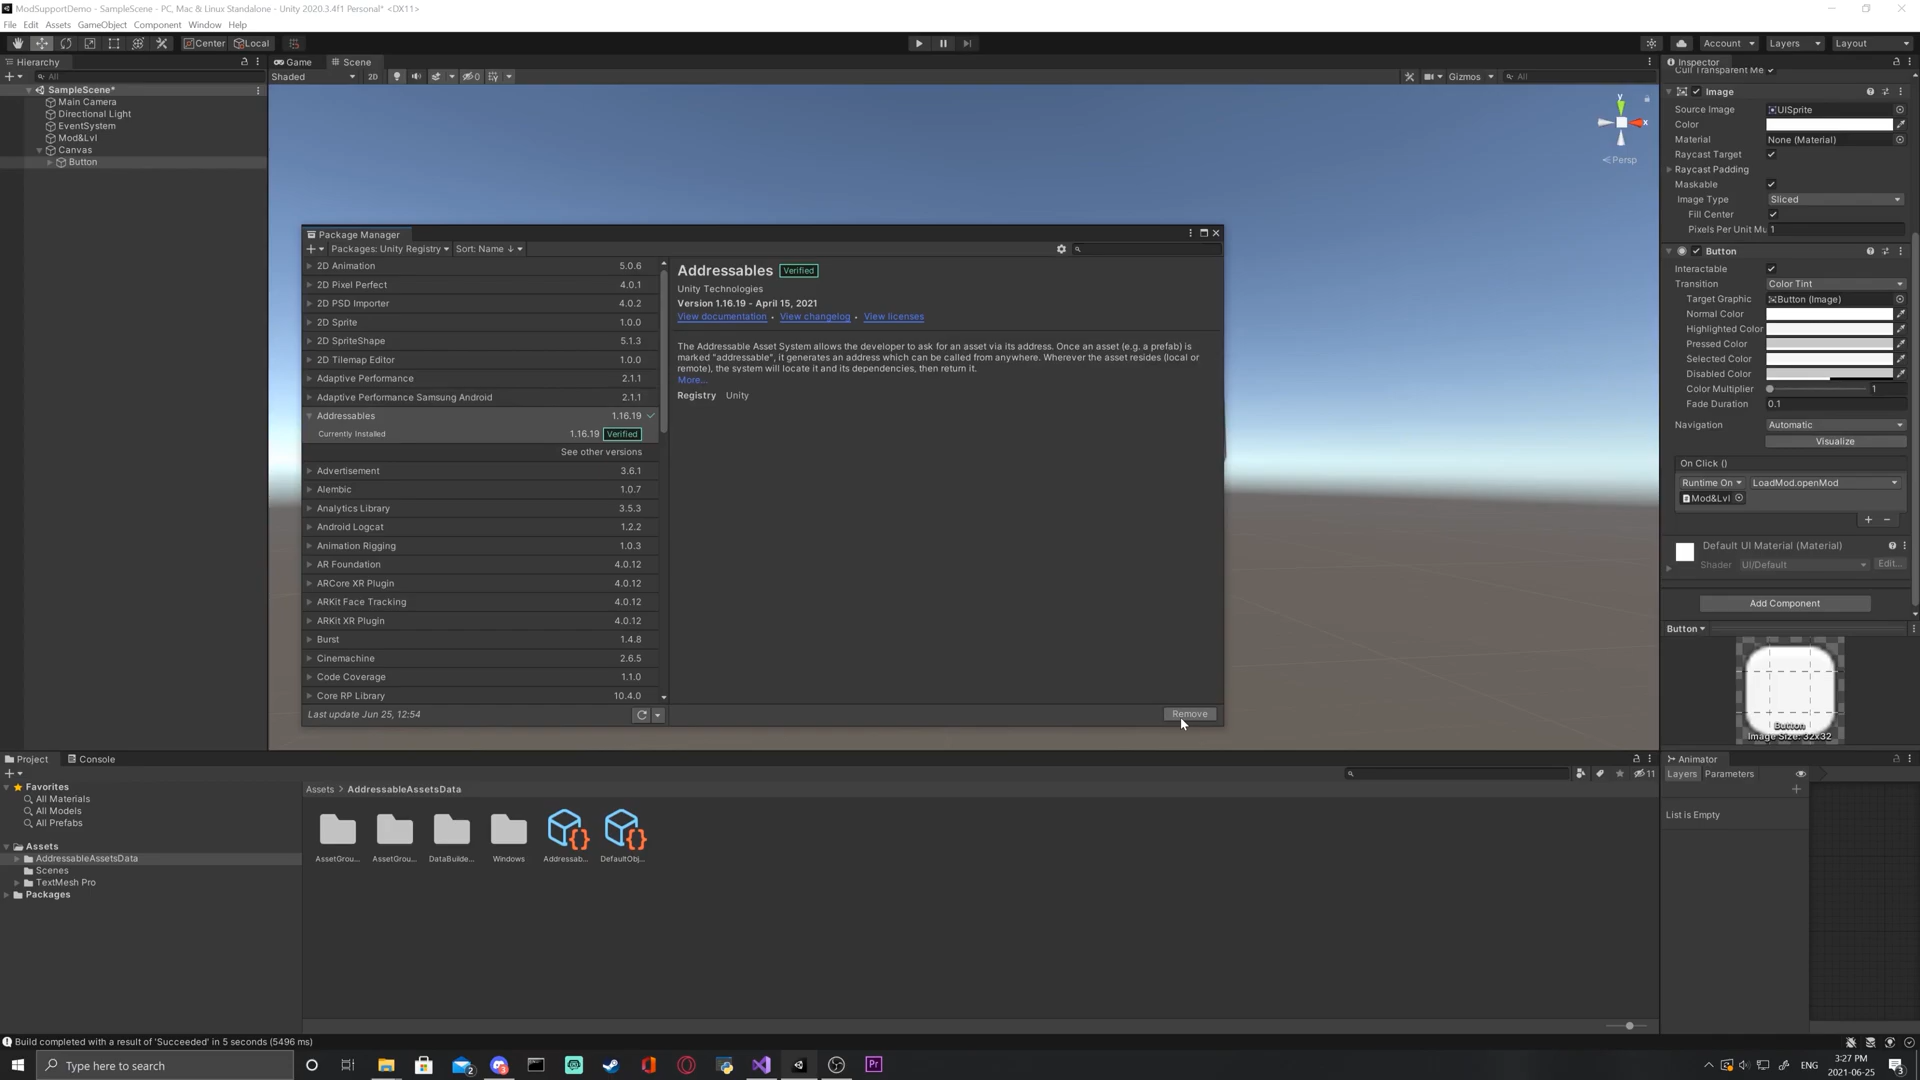 ModSupportDemo - SampleScene - PC, Mac & Linux Standalone - Unity 2020.3.4f1 Personal* <DX11>
File Edit Assets GameObject Component Window Help
Center Local
Account Layers Layout
Hierarchy
All
SampleScene*
Main Camera
Directional Light
EventSystem
Mod&Lvl
Canvas
Button
Game Scene
Shaded 2D 0 Gizmos All
y
x
Persp
Package Manager
Packages: Unity Registry Sort: Name ↓
2D Animation 5.0.6
2D Pixel Perfect 4.0.1
2D PSD Importer 4.0.2
2D Sprite 1.0.0
2D SpriteShape 5.1.3
2D Tilemap Editor 1.0.0
Adaptive Performance 2.1.1
Adaptive Performance Samsung Android 2.1.1
Addressables 1.16.19
Currently Installed 1.16.19 Verified
See other versions
Advertisement 3.6.1
Alembic 1.0.7
Analytics Library 3.5.3
Android Logcat 1.2.2
Animation Rigging 1.0.3
AR Foundation 4.0.12
ARCore XR Plugin 4.0.12
ARKit Face Tracking 4.0.12
ARKit XR Plugin 4.0.12
Burst 1.4.8
Cinemachine 2.6.5
Code Coverage 1.1.0
Core RP Library 10.4.0
Last update Jun 25, 12:54
Addressables Verified
Unity Technologies
Version 1.16.19 - April 15, 2021
View documentation • View changelog • View licenses
The Addressable Asset System allows the developer to ask for an asset via its address. Once an asset (e.g. a prefab) is
marked "addressable", it generates an address which can be called from anywhere. Wherever the asset resides (local or
remote), the system will locate it and its dependencies, then return it.
More...
Registry Unity
Remove
Inspector
Cull Transparent Me
Image
Source Image UISprite
Color
Material None (Material)
Raycast Target
Raycast Padding
Maskable
Image Type Sliced
Fill Center
Pixels Per Unit Mu 1
Button
Interactable
Transition Color Tint
Target Graphic Button (Image)
Normal Color
Highlighted Color
Pressed Color
Selected Color
Disabled Color
Color Multiplier 1
Fade Duration 0.1
Navigation Automatic
Visualize
On Click ()
Runtime On LoadMod.openMod
Mod&Lvl
Default UI Material (Material)
Shader UI/Default Edit...
Add Component
Button
Button
Image Size: 32x32
Project Console
11
Favorites
All Materials
All Models
All Prefabs
Assets
AddressableAssetsData
Scenes
TextMesh Pro
Packages
Assets > AddressableAssetsData
AssetGrou... AssetGrou... DataBuilde... Windows Addressab... DefaultObj...
Animator
Layers Parameters
List is Empty
Build completed with a result of 'Succeeded' in 5 seconds (5496 ms)
Type here to search
2
Pr
ENG
3:27 PM
2021-06-25
3